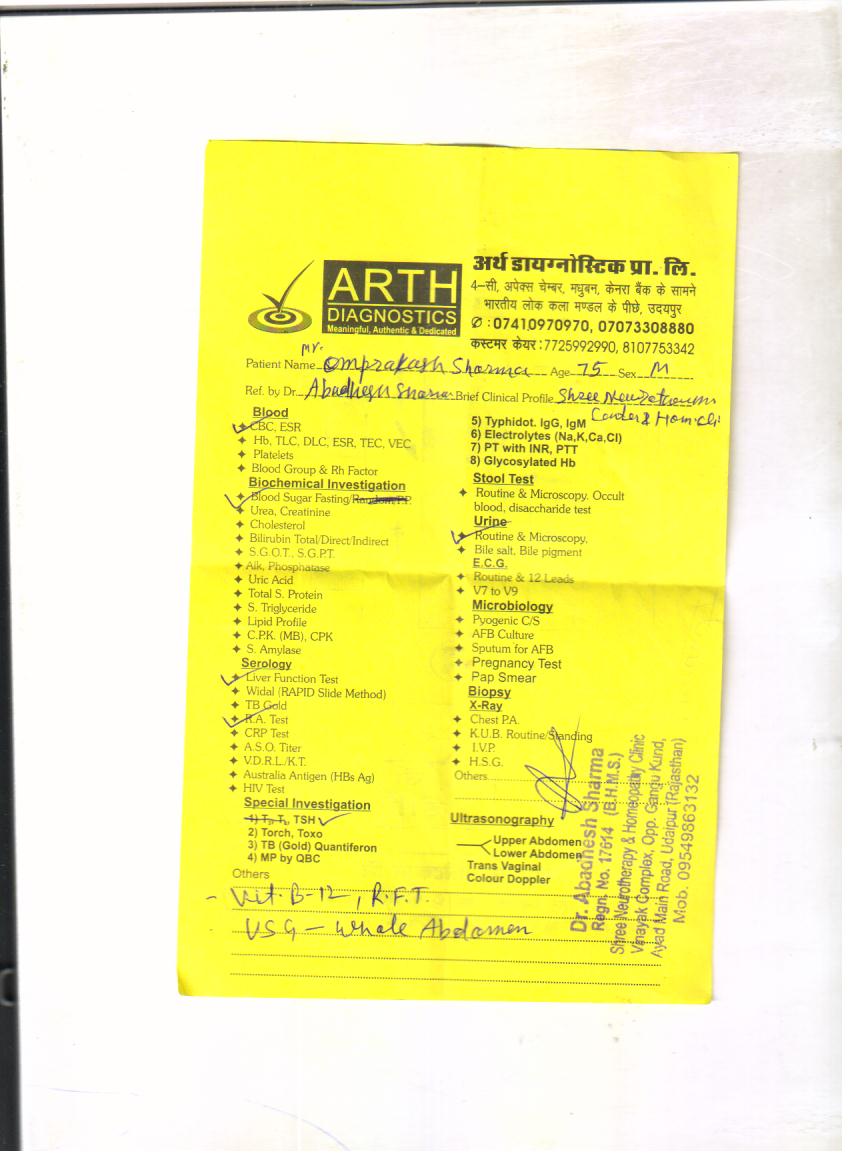 ARTH
DIAGNOSTICS
Meaningful, Authentic & Dedicated
अर्थ डायग्नोस्टिक प्रा. लि.
4-सी, अपेक्स चेम्बर, मधुबन, केनरा बैंक के सामने
भारतीय लोक कला मण्डल के पीछे, उदयपुर
✆ : 07410970970, 07073308880
कस्टमर केयर : 7725992990, 8107753342
Patient Name Mr. Omprakash Sharma Age 75 Sex M
Ref. by Dr. Abadhesh Sharma Brief Clinical Profile Shree
Blood
CBC, ESR
Hb, TLC, DLC, ESR, TEC, VEC
Platelets
Blood Group & Rh Factor
Biochemical Investigation
Blood Sugar Fasting/Random/P.P.
Urea, Creatinine
Cholesterol
Bilirubin Total/Direct/Indirect
S.G.O.T., S.G.P.T.
Alk, Phosphatase
Uric Acid
Total S. Protein
S. Triglyceride
Lipid Profile
C.P.K. (MB), CPK
S. Amylase
Serology
Liver Function Test
Widal (RAPID Slide Method)
TB Gold
R.A. Test
CRP Test
A.S.O. Titer
V.D.R.L./K.T.
Australia Antigen (HBs Ag)
HIV Test
Special Investigation
1) T3, T4, TSH
2) Torch, Toxo
3) TB (Gold) Quantiferon
4) MP by QBC
Others
5) Typhidot. IgG, IgM
6) Electrolytes (Na,K,Ca,Cl)
7) PT with INR, PTT
8) Glycosylated Hb
Stool Test
Routine & Microscopy. Occult
blood, disaccharide test
Urine
Routine & Microscopy,
Bile salt, Bile pigment
E.C.G.
Routine & 12 Leads
V7 to V9
Microbiology
Pyogenic C/S
AFB Culture
Sputum for AFB
Pregnancy Test
Pap Smear
Biopsy
X-Ray
Chest P.A.
K.U.B. Routine/Standing
I.V.P.
H.S.G.
Others
Ultrasonography
Upper Abdomen
Lower Abdomen
Trans Vaginal
Colour Doppler
- Vit. B-12, R.F.T.
USG - Whole Abdomen
Dr. Abadhesh Sharma
Regn. No. 17614 (B.H.M.S.)
Shree Neurotherapy & Homeopathy Clinic
Vinayak Complex, Opp. Gangu Kund,
Ayad Main Road, Udaipur (Rajasthan)
Mob. 09549863132